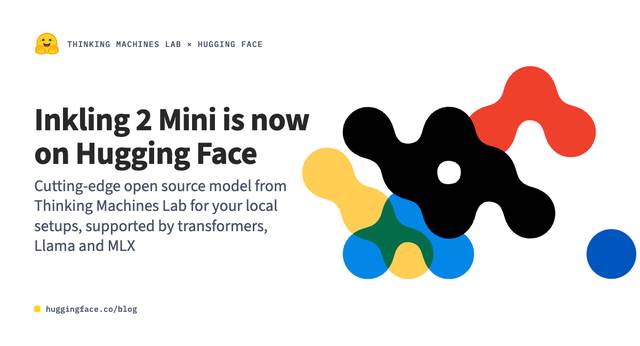 THINKING MACHINES LAB × HUGGING FACE
Inkling 2 Mini is now
on Hugging Face
Cutting-edge open source model from
Thinking Machines Lab for your local
setups, supported by transformers,
Llama and MLX
huggingface.co/blog